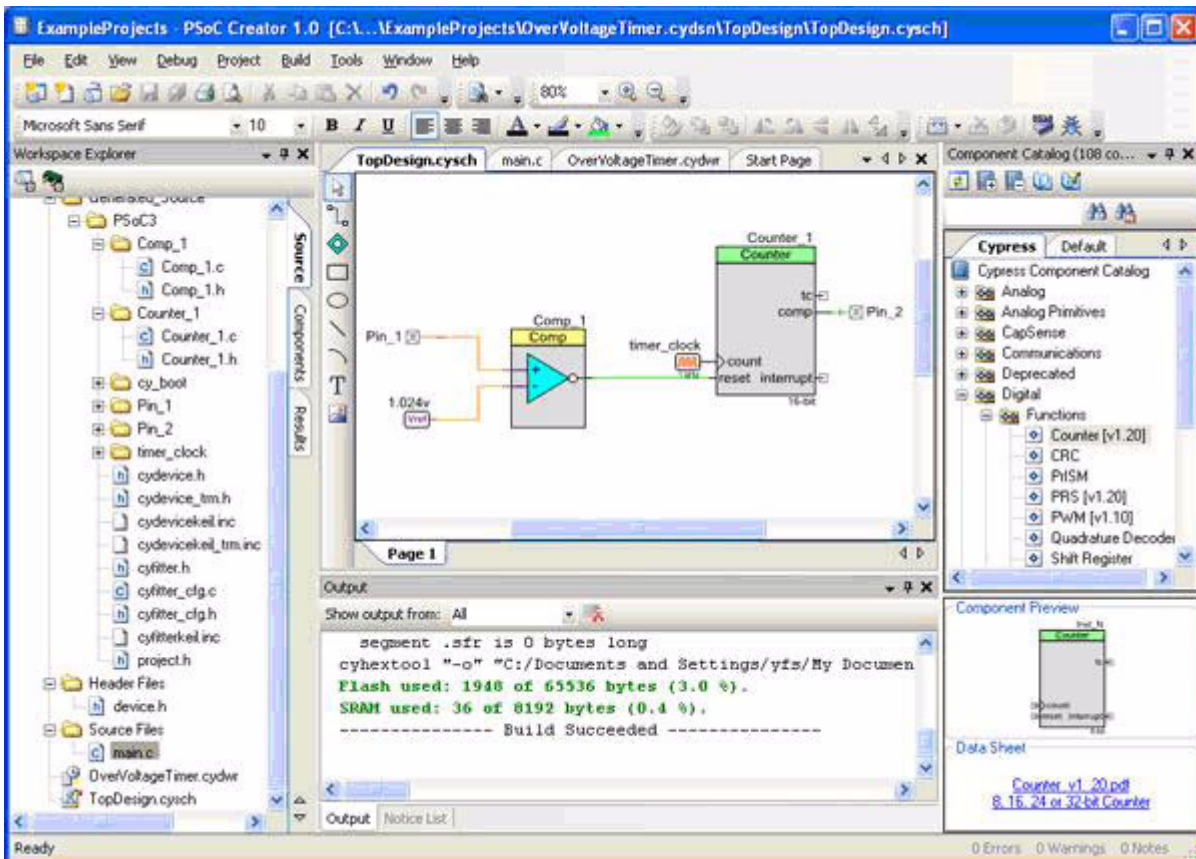 ExampleProjects - PSoC Creator 1.0 [C:\...\ExampleProjects\OverVoltageTimer.cydsn\TopDesign\TopDesign.cysch]
File Edit View Debug Project Build Tools Window Help
80%
Microsoft Sans Serif 10 B I U A
Workspace Explorer
Generated_Source
PSoC3
Comp_1
Comp_1.c
Comp_1.h
Counter_1
Counter_1.c
Counter_1.h
cy_boot
Pin_1
Pin_2
timer_clock
cydevice.h
cydevice_trm.h
cydevicekeil.inc
cydevicekeil_trm.inc
cyfitter.h
cyfitter_cfg.c
cyfitter_cfg.h
cyfitterkeil.inc
project.h
Header Files
device.h
Source Files
main.c
OverVoltageTimer.cydwr
TopDesign.cysch
Source
Components
Results
TopDesign.cysch main.c OverVoltageTimer.cydwr Start Page
T
Counter_1
Counter
tc
comp
Pin_2
Pin_1
Comp_1
Comp
timer_clock
count
reset interrupt
16-bit
1.024v
Vref
Page 1
Output
Show output from: All
segment .sfr is 0 bytes long
cyhextool "-o" "C:/Documents and Settings/yfs/My Documen
Flash used: 1948 of 65536 bytes (3.0 %).
SRAM used: 36 of 8192 bytes (0.4 %).
--------------- Build Succeeded ---------------
Output Notice List
Component Catalog (108 co...
Cypress Default
Cypress Component Catalog
Analog
Analog Primitives
CapSense
Communications
Deprecated
Digital
Functions
Counter [v1.20]
CRC
PrISM
PRS [v1.20]
PWM [v1.10]
Quadrature Decoder
Shift Register
Component Preview
Inst_N
Counter
Data Sheet
Counter_v1_20.pdf
8, 16, 24 or 32-bit Counter
Ready
0 Errors 0 Warnings 0 Notes